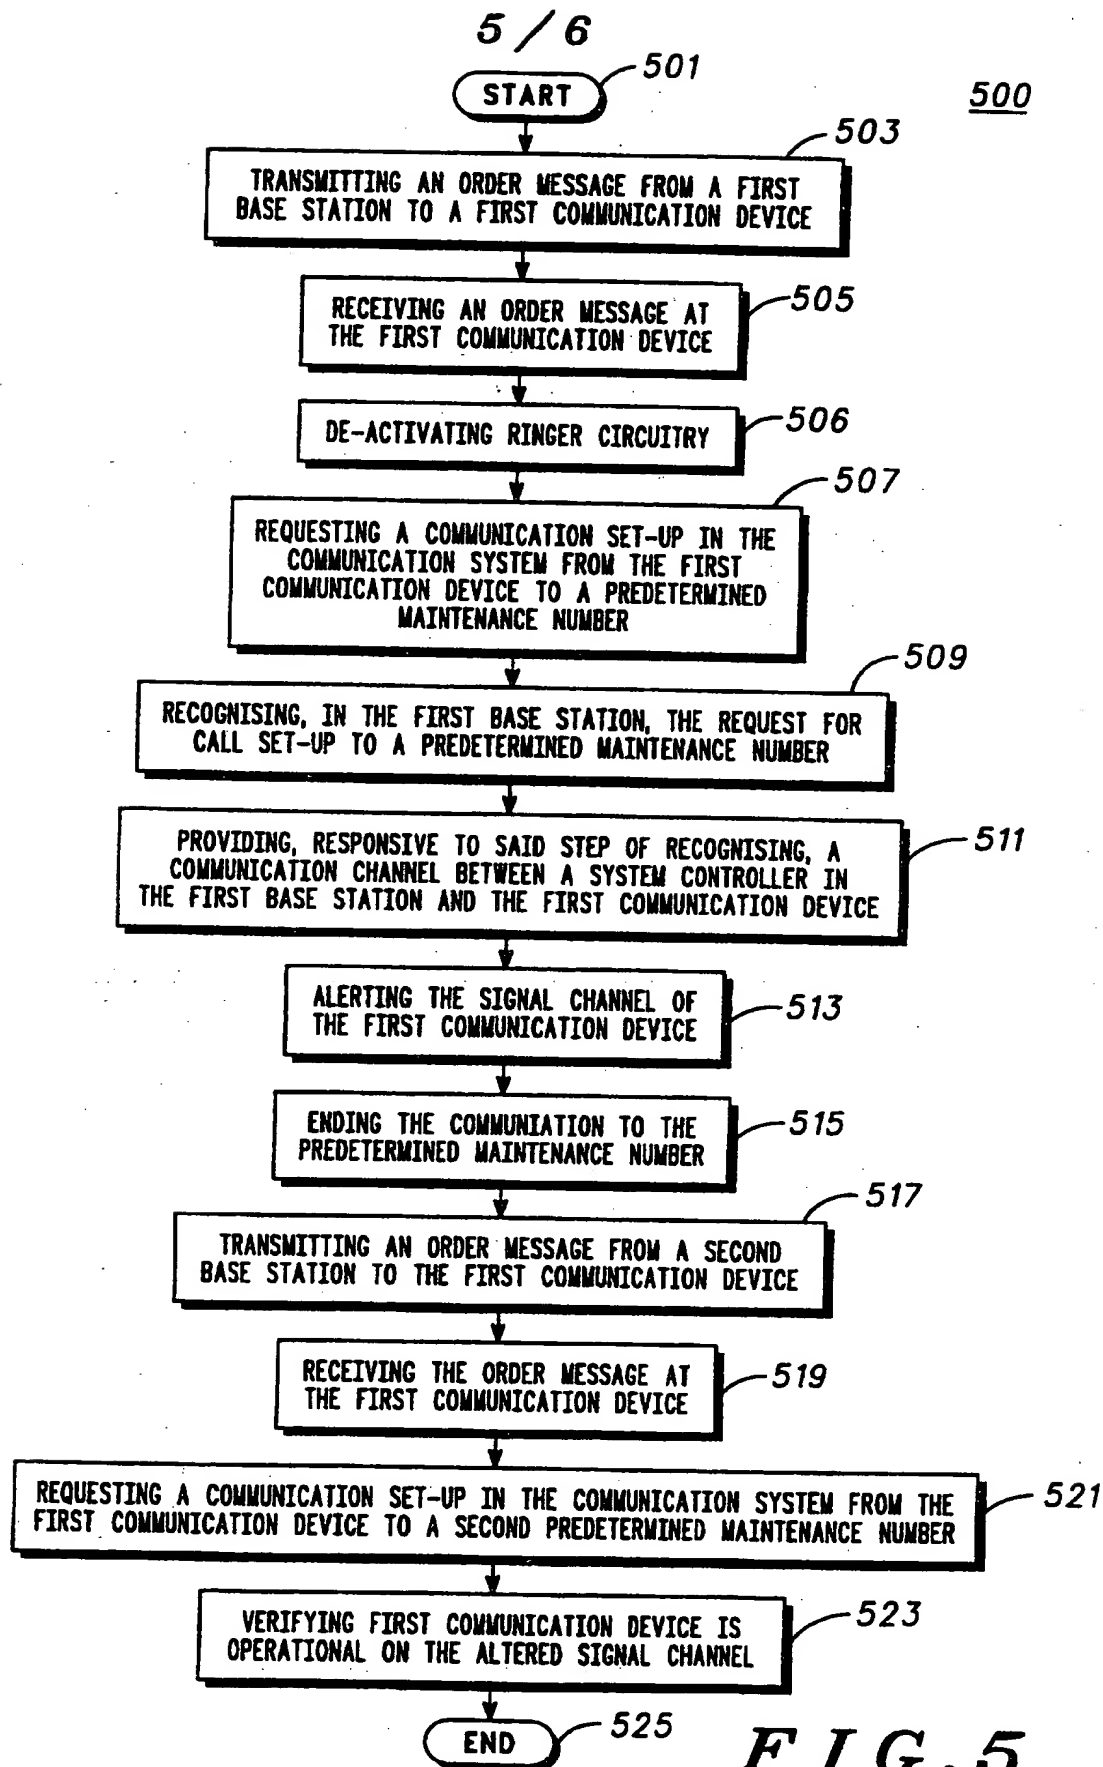 5/6
START
501
500
503
TRANSMITTING AN ORDER MESSAGE FROM A FIRST
BASE STATION TO A FIRST COMMUNICATION DEVICE
505
RECEIVING AN ORDER MESSAGE AT
THE FIRST COMMUNICATION DEVICE
506
DE-ACTIVATING RINGER CIRCUITRY
507
REQUESTING A COMMUNICATION SET-UP IN THE
COMMUNICATION SYSTEM FROM THE FIRST
COMMUNICATION DEVICE TO A PREDETERMINED
MAINTENANCE NUMBER
509
RECOGNISING, IN THE FIRST BASE STATION, THE REQUEST FOR
CALL SET-UP TO A PREDETERMINED MAINTENANCE NUMBER
511
PROVIDING, RESPONSIVE TO SAID STEP OF RECOGNISING, A
COMMUNICATION CHANNEL BETWEEN A SYSTEM CONTROLLER IN
THE FIRST BASE STATION AND THE FIRST COMMUNICATION DEVICE
513
ALERTING THE SIGNAL CHANNEL OF
THE FIRST COMMUNICATION DEVICE
515
ENDING THE COMMUNIATION TO THE
PREDETERMINED MAINTENANCE NUMBER
517
TRANSMITTING AN ORDER MESSAGE FROM A SECOND
BASE STATION TO THE FIRST COMMUNICATION DEVICE
519
RECEIVING THE ORDER MESSAGE AT
THE FIRST COMMUNICATION DEVICE
521
REQUESTING A COMMUNICATION SET-UP IN THE COMMUNICATION SYSTEM FROM THE
FIRST COMMUNICATION DEVICE TO A SECOND PREDETERMINED MAINTENANCE NUMBER
523
VERIFYING FIRST COMMUNICATION DEVICE IS
OPERATIONAL ON THE ALTERED SIGNAL CHANNEL
END
525
FIG.5